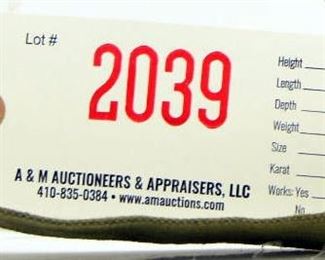 Lot #
2039
Height
Length
Depth
Weight
Size
Karat
Works: Yes
No
A & M AUCTIONEERS & APPRAISERS, LLC
410-835-0384 • www.amauctions.com